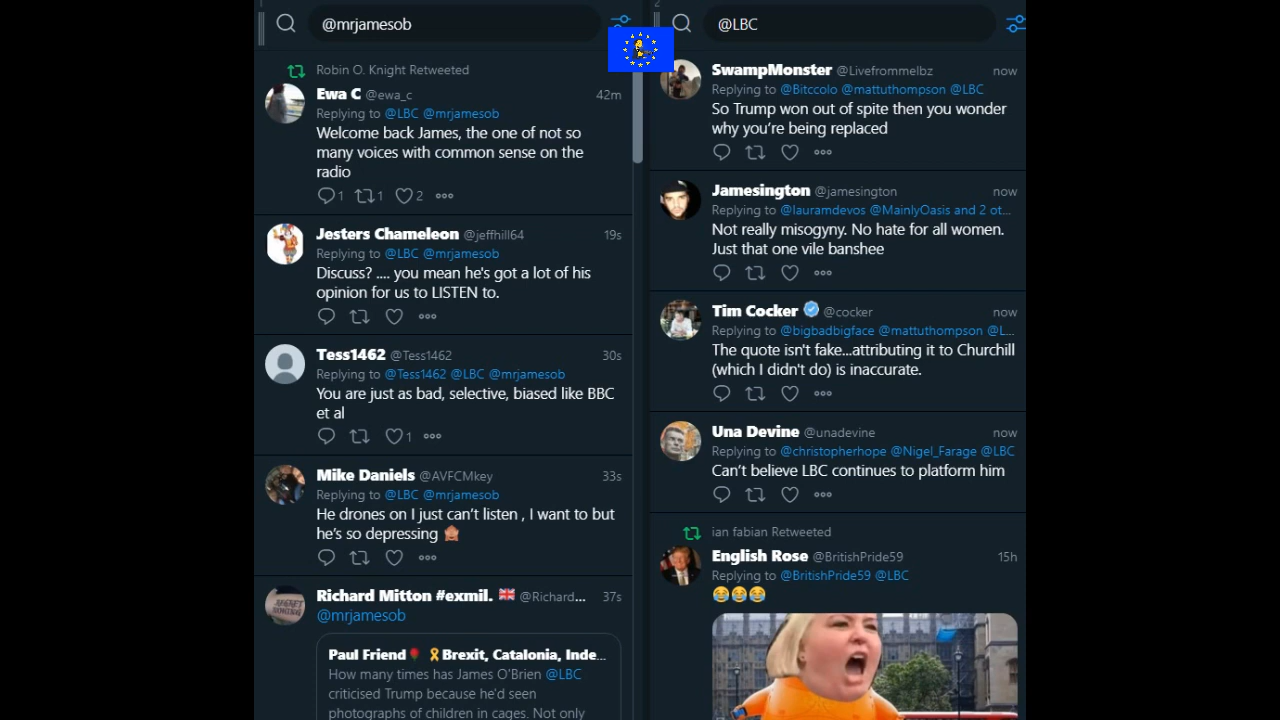 1
@mrjamesob
Robin O. Knight Retweeted
Ewa C @ewa_c 42m
Replying to @LBC @mrjamesob
Welcome back James, the one of not so
many voices with common sense on the
radio
1 1 2
Jesters Chameleon @jeffhill64 19s
Replying to @LBC @mrjamesob
Discuss? .... you mean he's got a lot of his
opinion for us to LISTEN to.
Tess1462 @Tess1462 30s
Replying to @Tess1462 @LBC @mrjamesob
You are just as bad, selective, biased like BBC
et al
1
Mike Daniels @AVFCMkey 33s
Replying to @LBC @mrjamesob
He drones on I just can't listen , I want to but
he's so depressing 🙈
Richard Mitton #exmil. 🇬🇧 @Richard... 37s
@mrjamesob
Paul Friend🌹 🎗Brexit, Catalonia, Inde...
How many times has James O'Brien @LBC
criticised Trump because he'd seen
photographs of children in cages. Not only
2
@LBC
SwampMonster @Livefrommelbz now
Replying to @Bitccolo @mattuthompson @LBC
So Trump won out of spite then you wonder
why you're being replaced
Jamesington @jamesington now
Replying to @lauramdevos @MainlyOasis and 2 ot...
Not really misogyny. No hate for all women.
Just that one vile banshee
Tim Cocker @cocker now
Replying to @bigbadbigface @mattuthompson @L...
The quote isn't fake...attributing it to Churchill
(which I didn't do) is inaccurate.
Una Devine @unadevine now
Replying to @christopherhope @Nigel_Farage @LBC
Can't believe LBC continues to platform him
ian fabian Retweeted
English Rose @BritishPride59 15h
Replying to @BritishPride59 @LBC
😂😂😂